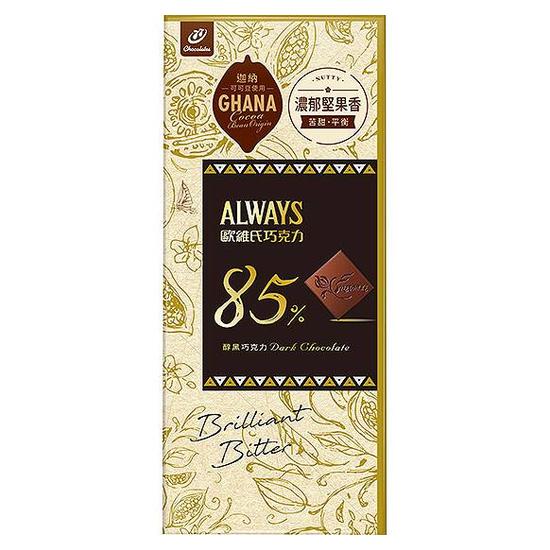 77
Chocolates
迦納
可可豆使用
GHANA
Cocoa
Bean Origin
NUTTY
濃郁堅果香
苦甜·平衡
ALWAYS
歐維氏巧克力
85%
醇黑巧克力 Dark Chocolate
Brilliant
Bitter